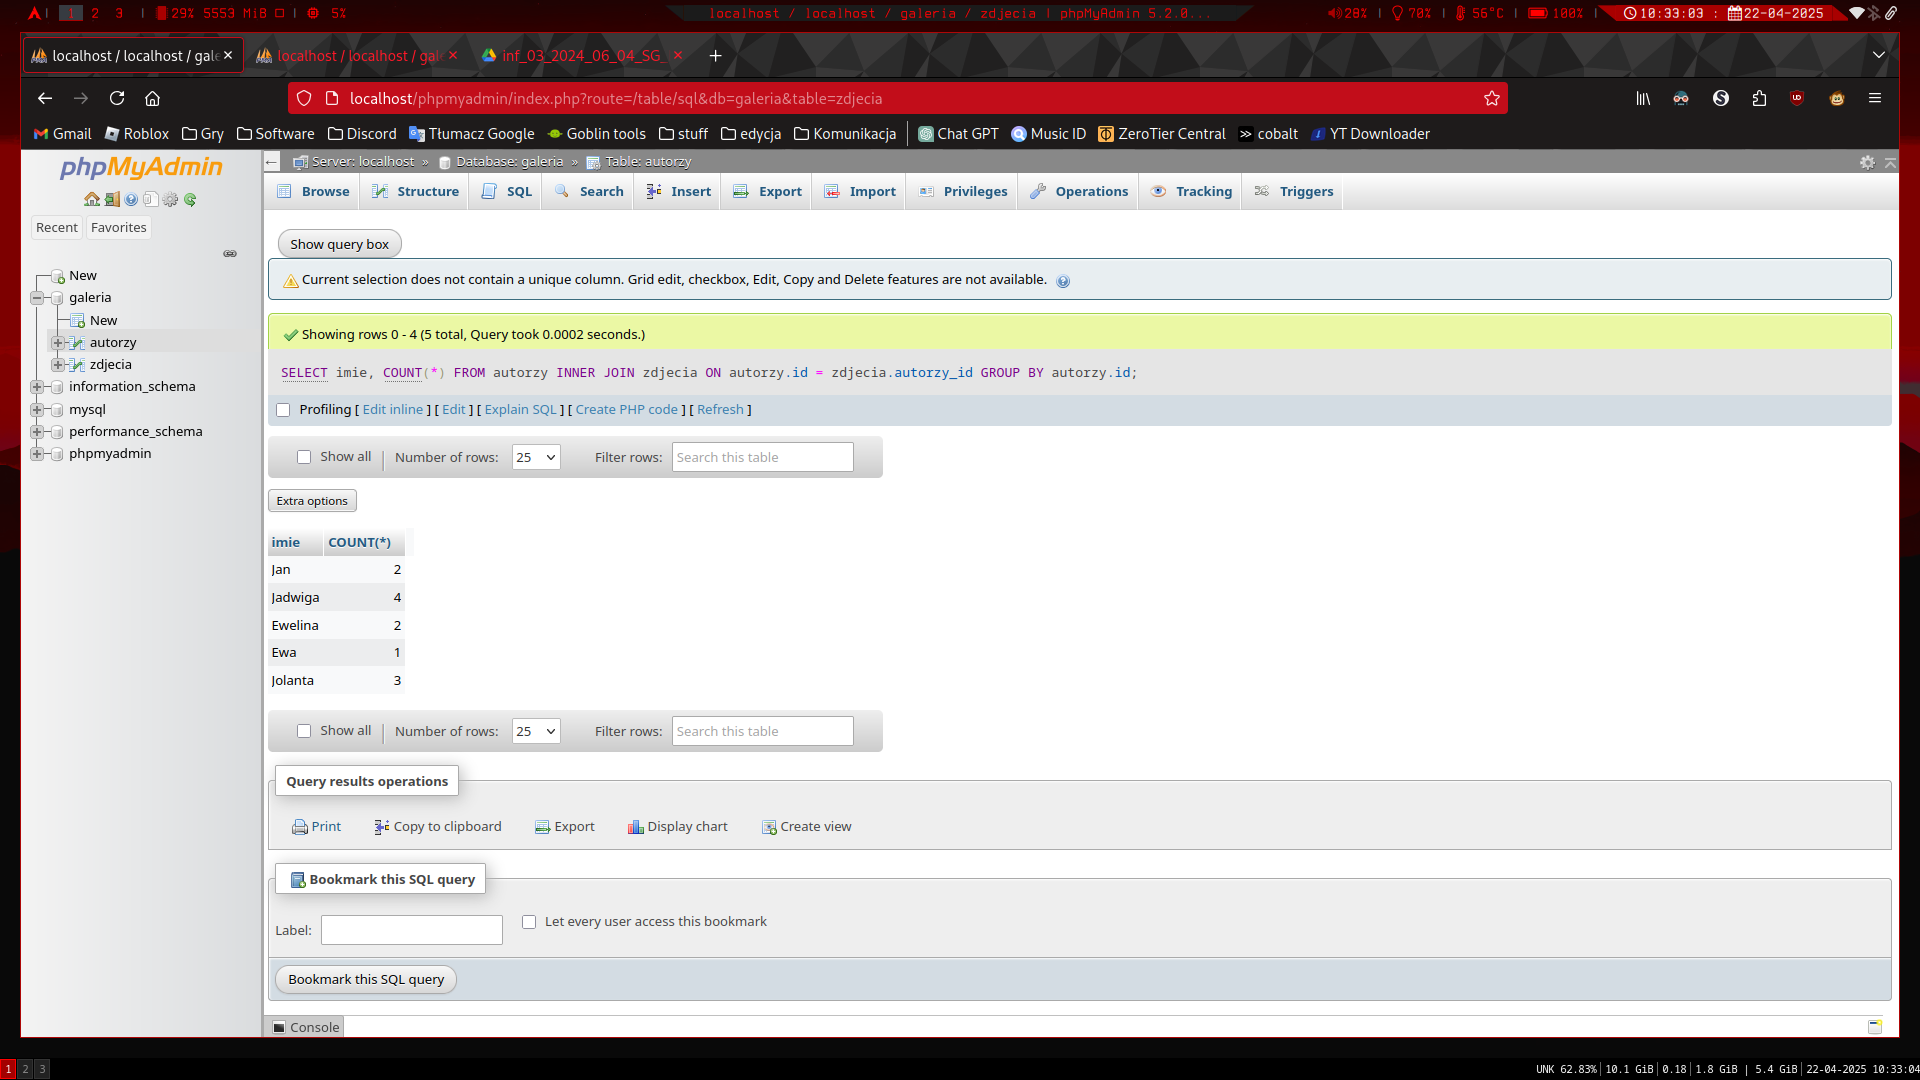 1 2 3 29% 5553 MiB 5%
localhost / localhost / galeria / zdjecia | phpMyAdmin 5.2.0...
28% | 70% | 56°C | 100% | 10:33:03 : 22-04-2025
localhost / localhost / gale
localhost / localhost / gal
inf_03_2024_06_04_SG_
localhost/phpmyadmin/index.php?route=/table/sql&db=galeria&table=zdjecia
Gmail Roblox Gry Software Discord Tłumacz Google Goblin tools stuff edycja Komunikacja Chat GPT Music ID ZeroTier Central cobalt YT Downloader
phpMyAdmin
Recent Favorites
New
galeria
New
autorzy
zdjecia
information_schema
mysql
performance_schema
phpmyadmin
Server: localhost » Database: galeria » Table: autorzy
Browse Structure SQL Search Insert Export Import Privileges Operations Tracking Triggers
Show query box
Current selection does not contain a unique column. Grid edit, checkbox, Edit, Copy and Delete features are not available.
Showing rows 0 - 4 (5 total, Query took 0.0002 seconds.)
SELECT imie, COUNT(*) FROM autorzy INNER JOIN zdjecia ON autorzy.id = zdjecia.autorzy_id GROUP BY autorzy.id;
Profiling [ Edit inline ] [ Edit ] [ Explain SQL ] [ Create PHP code ] [ Refresh ]
Show all Number of rows: 25 Filter rows: Search this table
Extra options
imie COUNT(*)
Jan 2
Jadwiga 4
Ewelina 2
Ewa 1
Jolanta 3
Show all Number of rows: 25 Filter rows: Search this table
Query results operations
Print Copy to clipboard Export Display chart Create view
Bookmark this SQL query
Label: Let every user access this bookmark
Bookmark this SQL query
Console
1 2 3
UNK 62.83% | 10.1 GiB | 0.18 | 1.8 GiB | 5.4 GiB | 22-04-2025 10:33:04